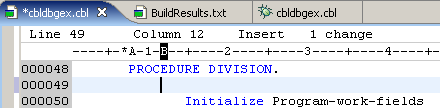 *cbldbgex.cbl BuildResults.txt cbldbgex.cbl
Line 49 Column 12 Insert 1 change
----+-*A-1-B--+----2----+----3----+----4----+
000048 PROCEDURE DIVISION.
000049
000050 Initialize Program-work-fields